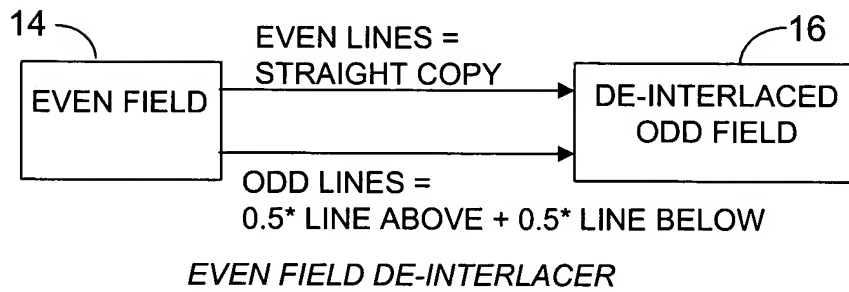 14
16
EVEN LINES =
STRAIGHT COPY
EVEN FIELD
DE-INTERLACED
ODD FIELD
ODD LINES =
0.5* LINE ABOVE + 0.5* LINE BELOW
EVEN FIELD DE-INTERLACER